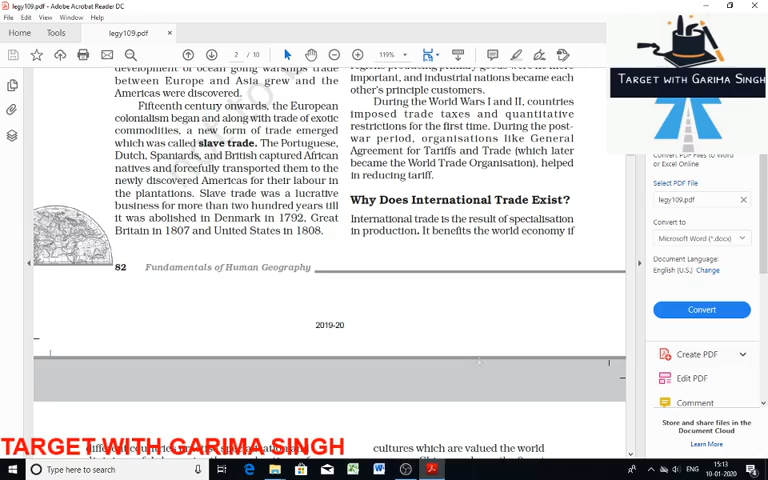 legy109.pdf - Adobe Acrobat Reader DC
File Edit View Window Help
Home Tools legy109.pdf ×
2 / 10 119%
development of ocean going warships trade
between Europe and Asia grew and the
Americas were discovered.
Fifteenth century onwards, the European
colonialism began and along with trade of exotic
commodities, a new form of trade emerged
which was called slave trade. The Portuguese,
Dutch, Spaniards, and British captured African
natives and forcefully transported them to the
newly discovered Americas for their labour in
the plantations. Slave trade was a lucrative
business for more than two hundred years till
it was abolished in Denmark in 1792, Great
Britain in 1807 and United States in 1808.
important, and industrial nations became each
other's principle customers.
During the World Wars I and II, countries
imposed trade taxes and quantitative
restrictions for the first time. During the post-
war period, organisations like General
Agreement for Tariffs and Trade (which later
became the World Trade Organisation), helped
in reducing tariff.
Why Does International Trade Exist?
International trade is the result of specialisation
in production. It benefits the world economy if
82 Fundamentals of Human Geography
2019-20
cultures which are valued the world
TARGET WITH GARIMA SINGH
TARGET WITH GARIMA SINGH
Convert PDF Files to Word
or Excel Online
Select PDF File
legy109.pdf ×
Convert to
Microsoft Word (*.docx)
Document Language:
English (U.S.) Change
Convert
Create PDF
Edit PDF
Comment
Store and share files in the
Document Cloud
Learn More
Type here to search
ENG
15:13
10-01-2020